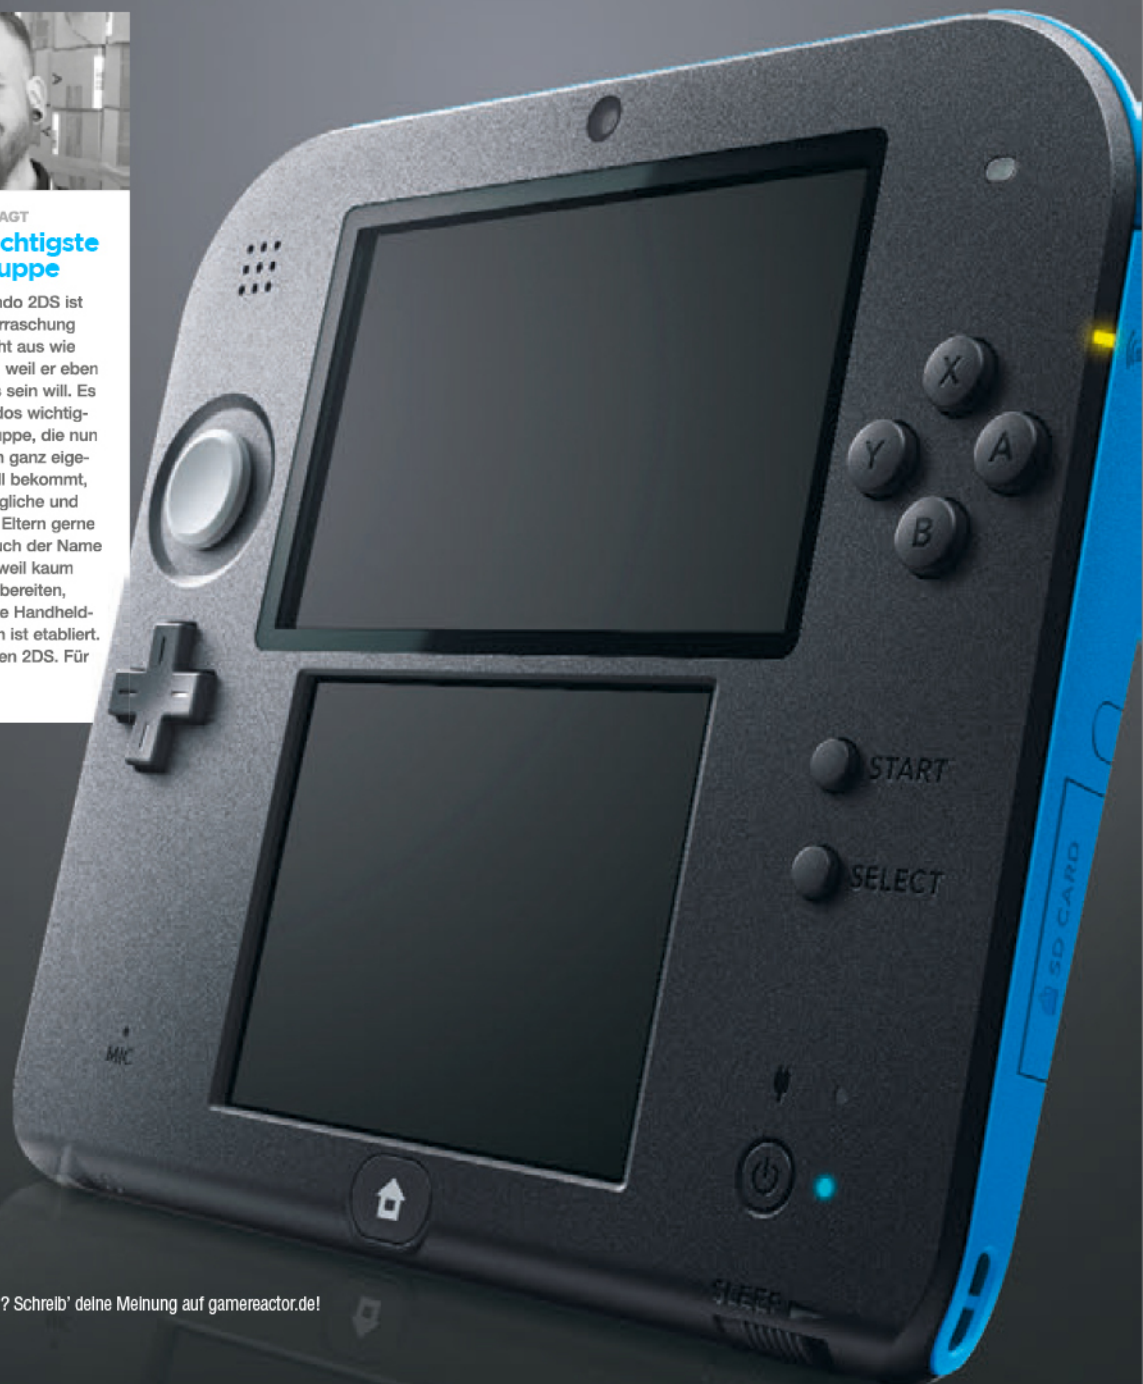 AGT
chtigste
uppe
ndo 2DS ist
rraschung
ht aus wie
weil er eben
s sein will. Es
dos wichtig-
uppe, die nun
n ganz eige-
ll bekommt,
gliche und
Eltern gerne
uch der Name
weil kaum
bereiten,
e Handheld-
n ist etabliert.
en 2DS. Für
X
Y
A
B
START
SELECT
SD CARD
MIC
SLEEP
? Schreib' deine Meinung auf gamereactor.de!